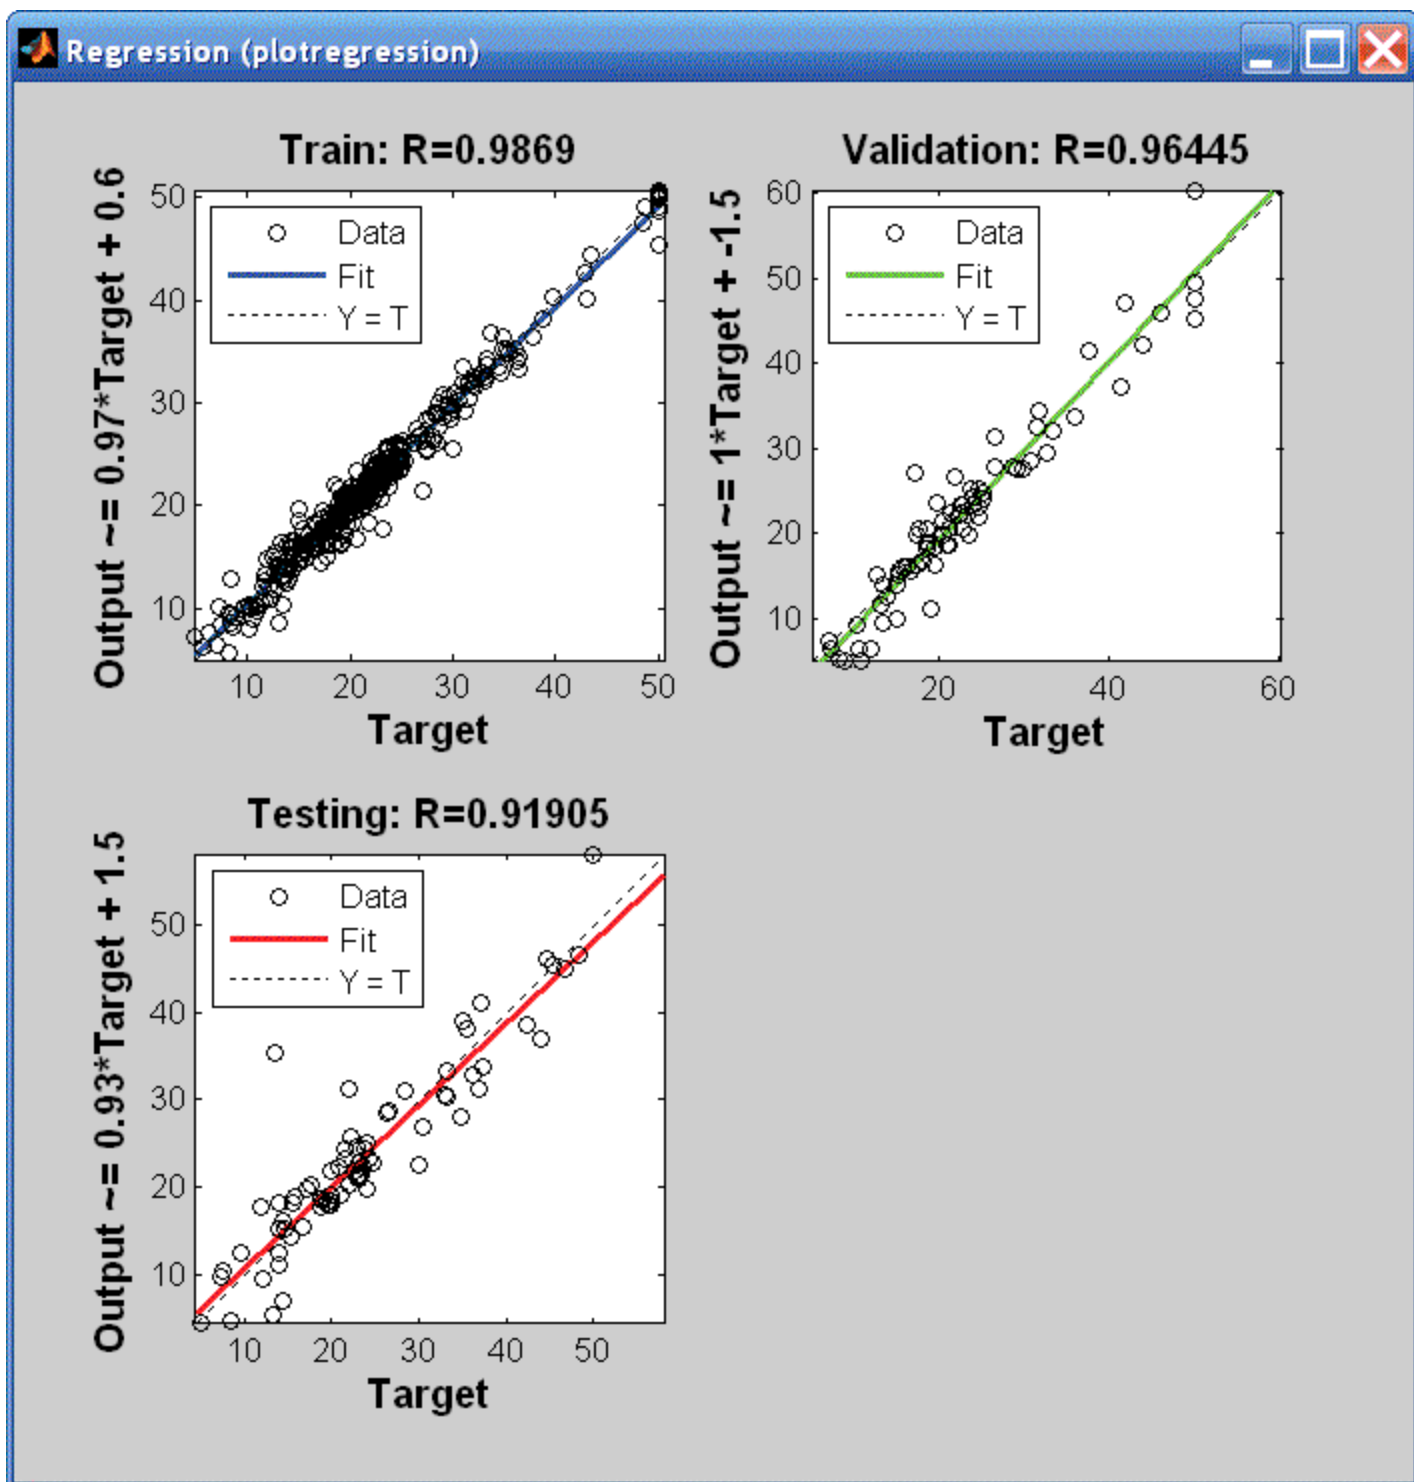 Regression (plotregression)
Train: R=0.9869
Output ~= 0.97*Target + 0.6
50
40
30
20
10
Data
Fit
Y = T
10 20 30 40 50
Target
Validation: R=0.96445
Output ~= 1*Target + -1.5
60
50
40
30
20
10
Data
Fit
Y = T
20 40 60
Target
Testing: R=0.91905
Output ~= 0.93*Target + 1.5
50
40
30
20
10
Data
Fit
Y = T
10 20 30 40 50
Target